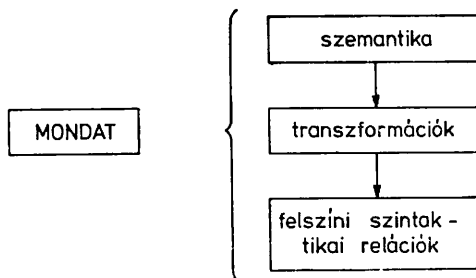 szemantika
MONDAT
transzformációk
felszíni szintak-
tikai relációk